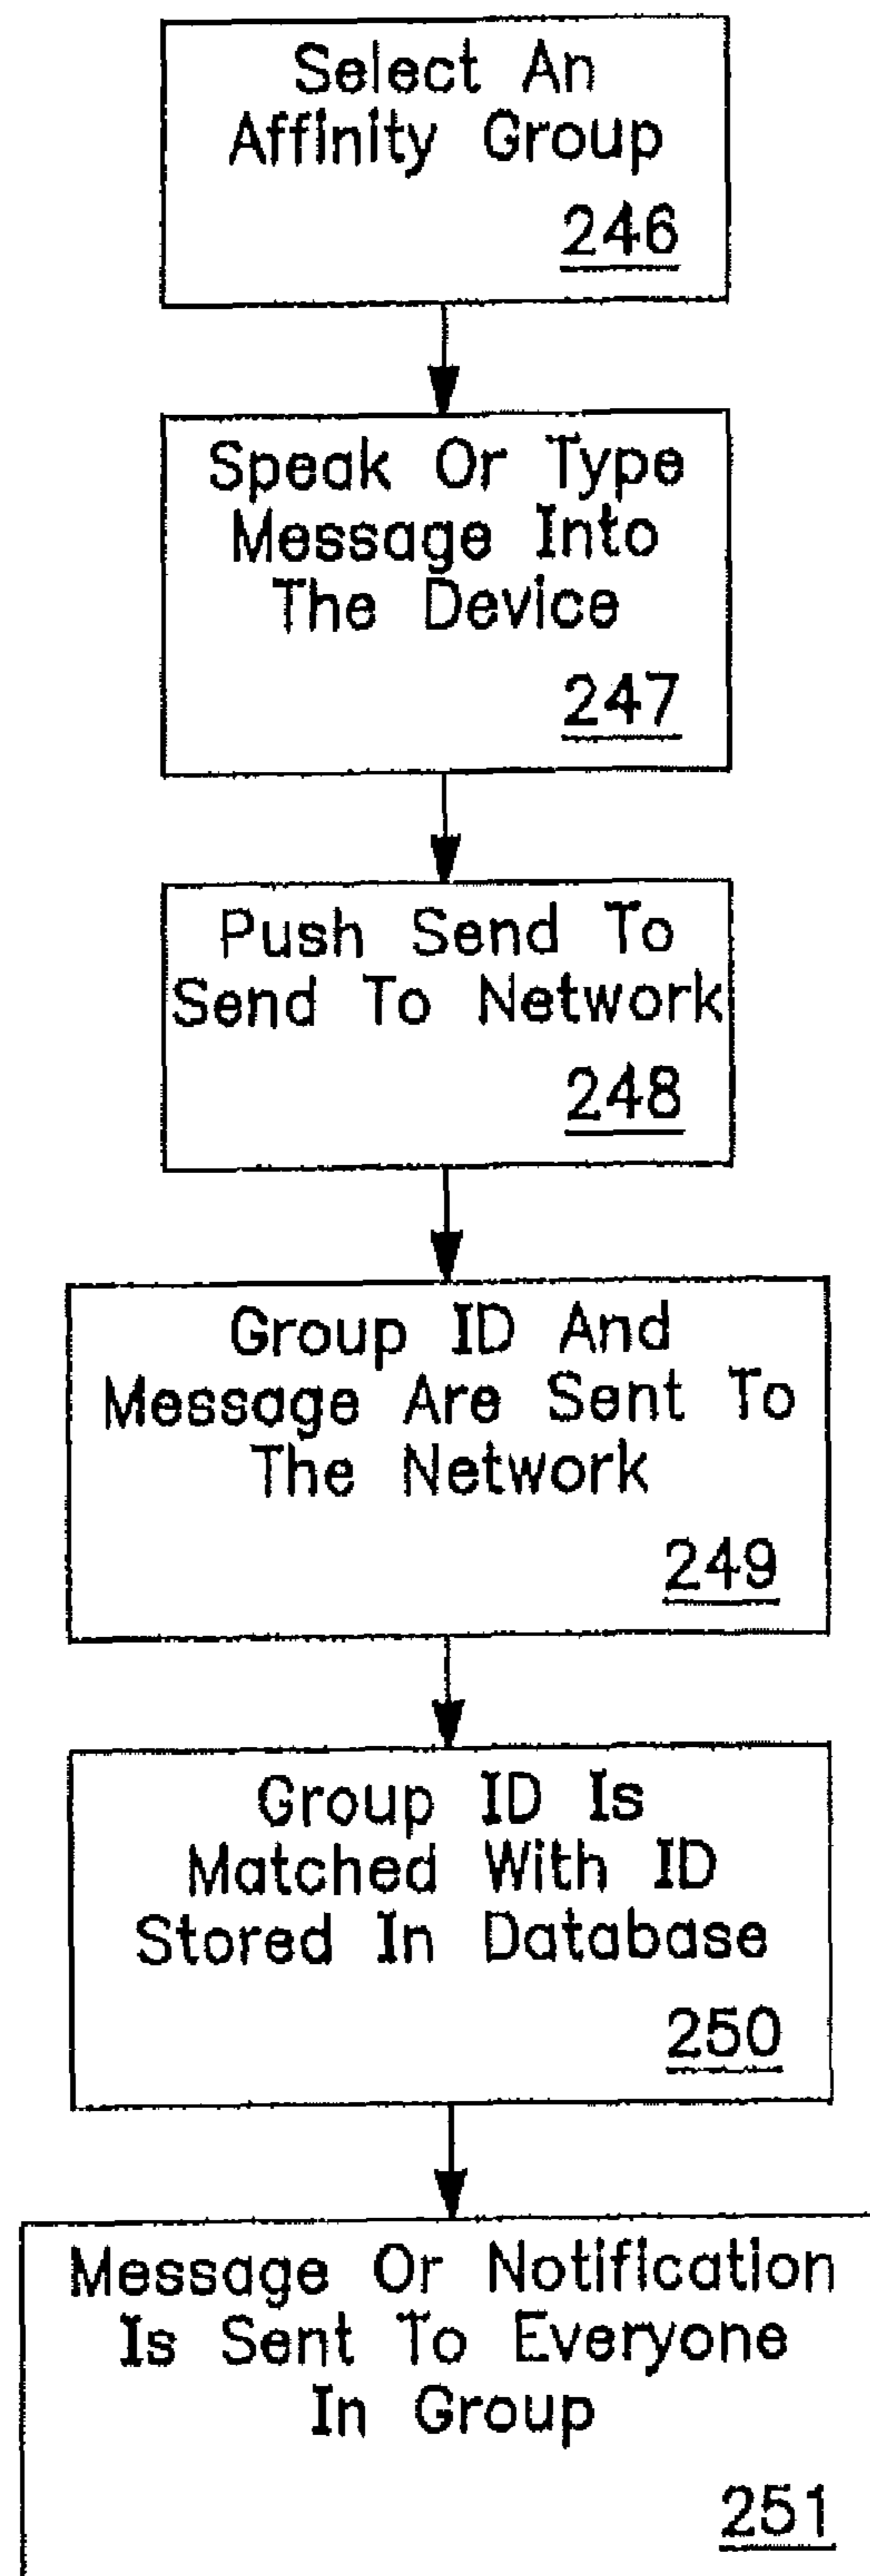 Select An
Affinity Group
246
Speak Or Type
Message Into
The Device
247
Push Send To
Send To Network
248
Group ID And
Message Are Sent To
The Network
249
Group ID Is
Matched With ID
Stored In Database
250
Message Or Notification
Is Sent To Everyone
In Group
251